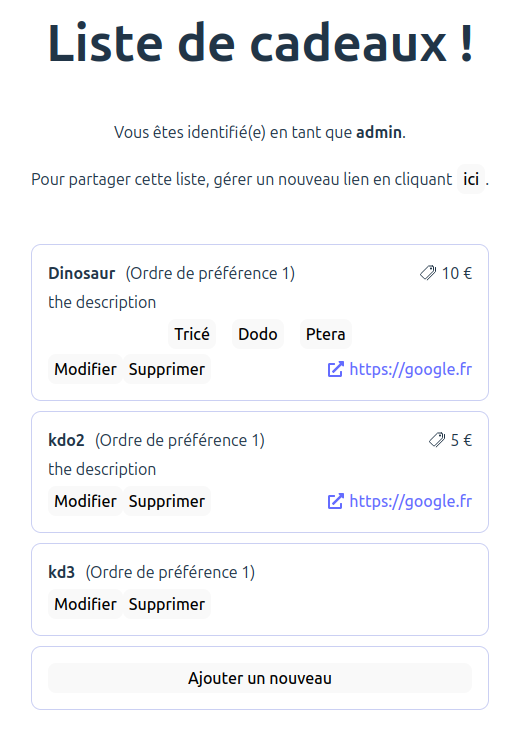 Liste de cadeaux !
Vous êtes identifié(e) en tant que admin.
Pour partager cette liste, gérer un nouveau lien en cliquant ici .
Dinosaur (Ordre de préférence 1) 10 €
the description
Tricé Dodo Ptera
Modifier Supprimer https://google.fr
kdo2 (Ordre de préférence 1) 5 €
the description
Modifier Supprimer https://google.fr
kd3 (Ordre de préférence 1)
Modifier Supprimer
Ajouter un nouveau